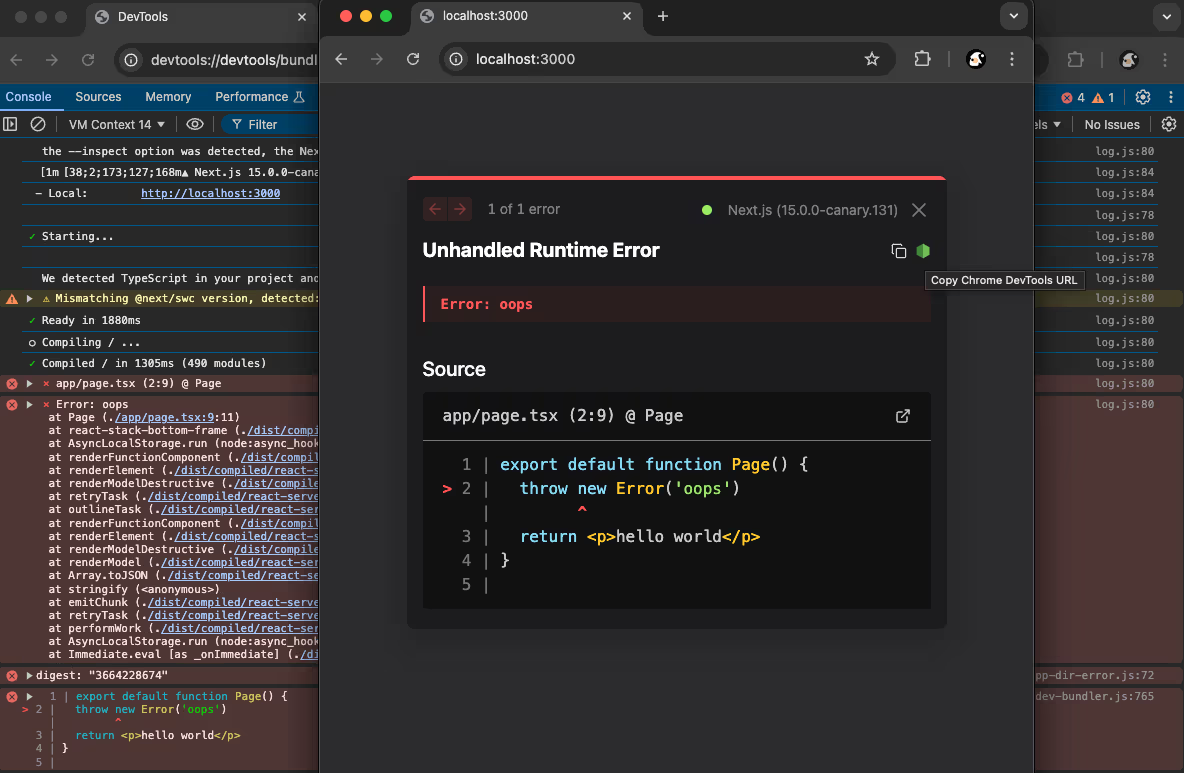 DevTools
devtools://devtools/bundl
Console
Sources
Memory
Performance
4
1
VM Context 14
Filter
els
No Issues
the --inspect option was detected, the Nex
log.js:80
[1m [38;2;173;127;168m▲ Next.js 15.0.0-cana
log.js:84
- Local: http://localhost:3000
log.js:84
log.js:78
✓ Starting...
log.js:80
log.js:78
We detected TypeScript in your project and
log.js:80
⚠ Mismatching @next/swc version, detected:
log.js:80
✓ Ready in 1880ms
log.js:80
○ Compiling / ...
log.js:80
✓ Compiled / in 1305ms (490 modules)
log.js:80
⨯ app/page.tsx (2:9) @ Page
log.js:80
⨯ Error: oops
log.js:80
at Page (./app/page.tsx:9:11)
at react-stack-bottom-frame (./dist/compi
at AsyncLocalStorage.run (node:async_hook
at renderFunctionComponent (./dist/compil
at renderElement (./dist/compiled/react-s
at renderModelDestructive (./dist/compile
at retryTask (./dist/compiled/react-serve
at outlineTask (./dist/compiled/react-ser
at renderFunctionComponent (./dist/compil
at renderElement (./dist/compiled/react-s
at renderModelDestructive (./dist/compile
at renderModel (./dist/compiled/react-ser
at Array.toJSON (./dist/compiled/react-se
at stringify (<anonymous>)
at emitChunk (./dist/compiled/react-serve
at retryTask (./dist/compiled/react-serve
at performWork (./dist/compiled/react-ser
at AsyncLocalStorage.run (node:async_hook
at Immediate.eval [as _onImmediate] (./di
digest: "3664228674"
pp-dir-error.js:72
1 | export default function Page() {
dev-bundler.js:765
> 2 | throw new Error('oops')
| ^
3 | return <p>hello world</p>
4 | }
5 |
localhost:3000
localhost:3000
1 of 1 error
Next.js (15.0.0-canary.131)
Unhandled Runtime Error
Copy Chrome DevTools URL
Error: oops
Source
app/page.tsx (2:9) @ Page
1 | export default function Page() {
> 2 | throw new Error('oops')
| ^
3 | return <p>hello world</p>
4 | }
5 |